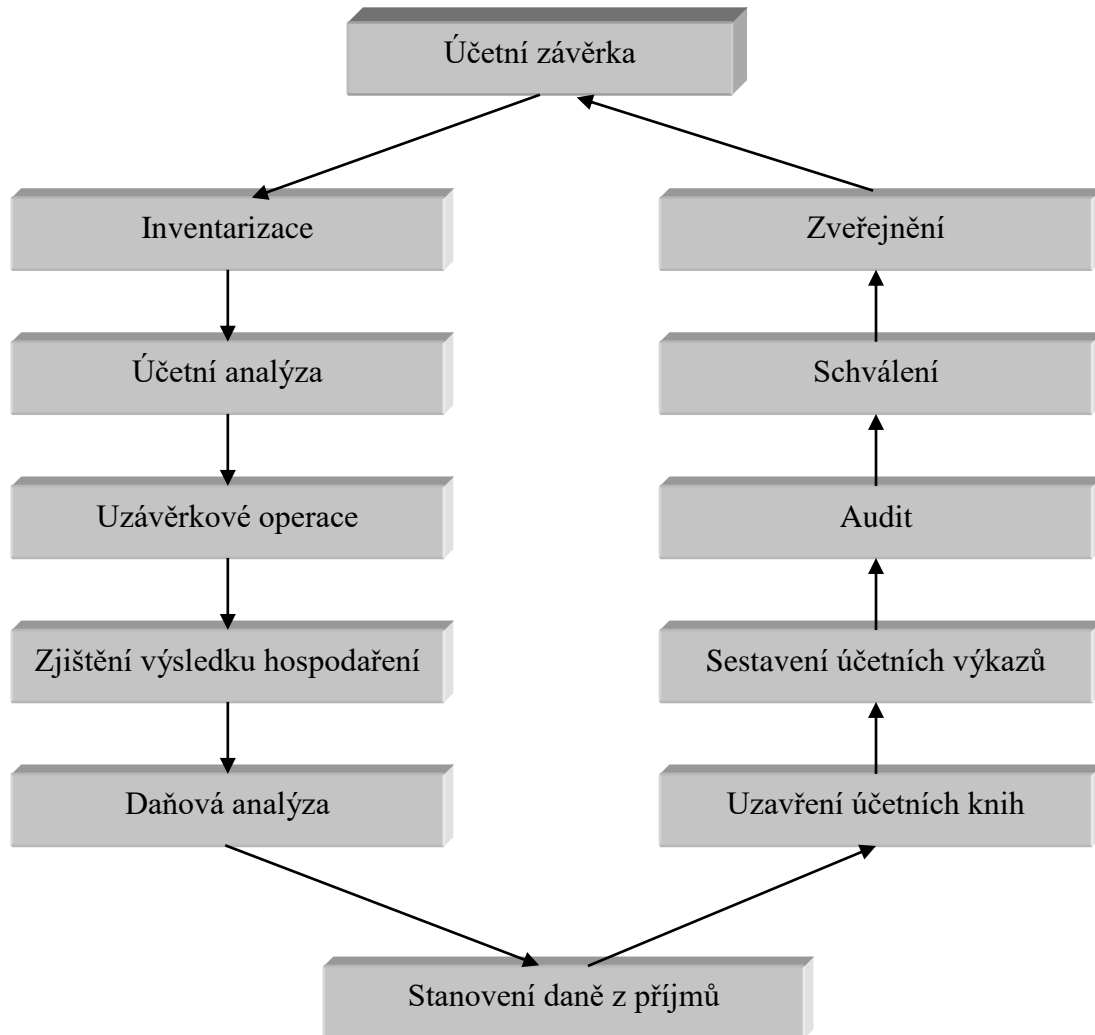 Účetní závěrka
Inventarizace
Účetní analýza
Uzávěrkové operace
Zjištění výsledku hospodaření
Daňová analýza
Stanovení daně z příjmů
Uzavření účetních knih
Sestavení účetních výkazů
Audit
Schválení
Zveřejnění